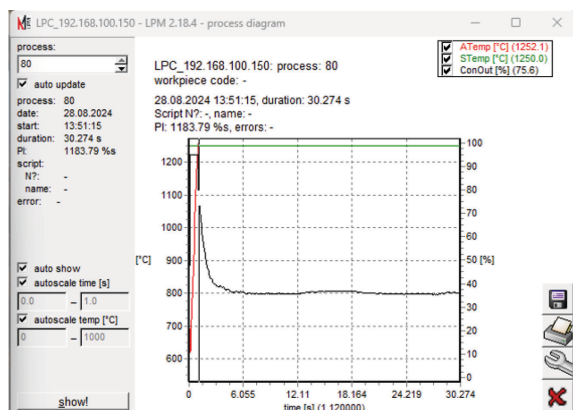 LPC_192.168.100.150 - LPM 2.18.4 - process diagram
process:
80
auto update
process: 80
date: 28.08.2024
start: 13:51:15
duration: 30.274 s
PI: 1183.79 %s
script:
N?: -
name: -
error: -
auto show
autoscale time [s]
0.0 - 1.0
autoscale temp [°C]
0 - 1000
show!
LPC_192.168.100.150: process: 80
workpiece code: -
28.08.2024 13:51:15, duration: 30.274 s
Script N?: -, name: -
PI: 1183.79 %s, errors: -
ATemp [°C] (1252.1)
STemp [°C] (1250.0)
ConOut [%] (75.6)
1200
1100
1000
900
800
700
600
[°C]
100
90
80
70
60
50 [%]
40
30
20
10
0
0 6.055 12.11 18.164 24.219 30.274
time [s] (1.120000)